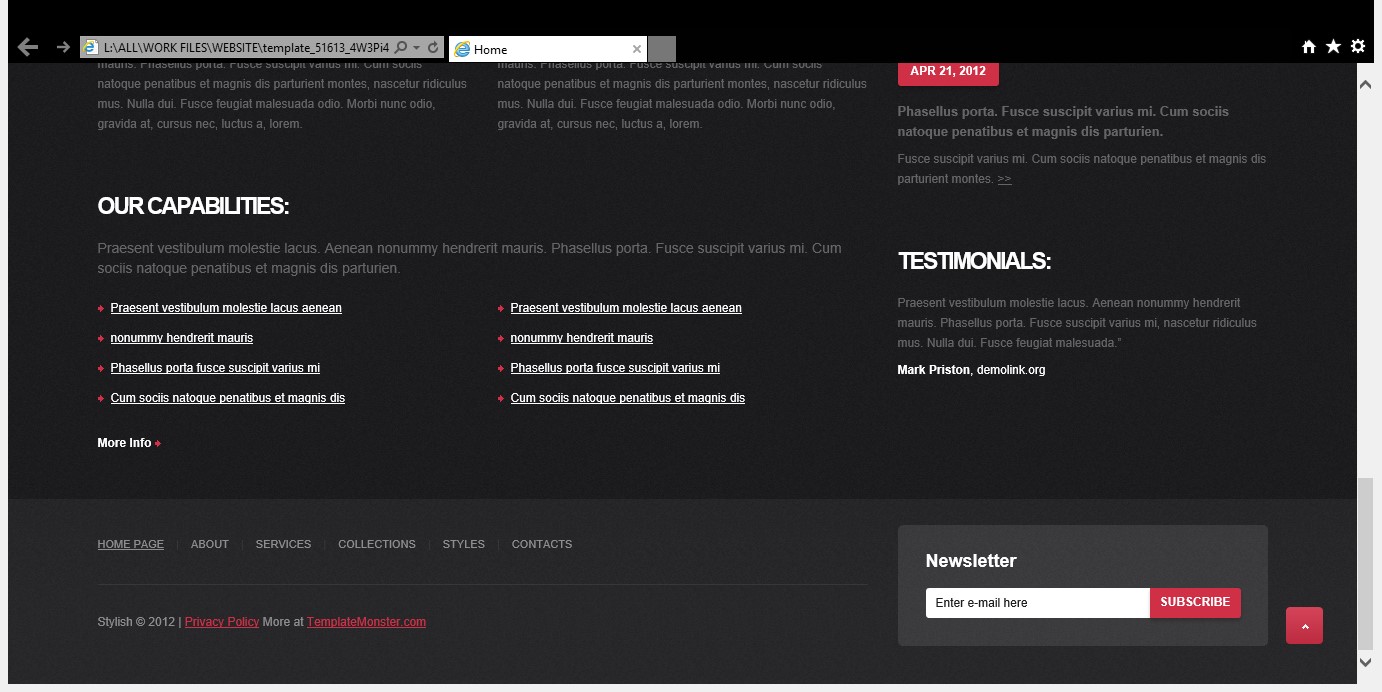 L:\ALL\WORK FILES\WEBSITE\template_51613_4W3Pi4
Home
mauris. Phasellus porta. Fusce suscipit varius mi. Cum sociis
natoque penatibus et magnis dis parturient montes, nascetur ridiculus
mus. Nulla dui. Fusce feugiat malesuada odio. Morbi nunc odio,
gravida at, cursus nec, luctus a, lorem.
mauris. Phasellus porta. Fusce suscipit varius mi. Cum sociis
natoque penatibus et magnis dis parturient montes, nascetur ridiculus
mus. Nulla dui. Fusce feugiat malesuada odio. Morbi nunc odio,
gravida at, cursus nec, luctus a, lorem.
OUR CAPABILITIES:
Praesent vestibulum molestie lacus. Aenean nonummy hendrerit mauris. Phasellus porta. Fusce suscipit varius mi. Cum
sociis natoque penatibus et magnis dis parturien.
Praesent vestibulum molestie lacus aenean
nonummy hendrerit mauris
Phasellus porta fusce suscipit varius mi
Cum sociis natoque penatibus et magnis dis
Praesent vestibulum molestie lacus aenean
nonummy hendrerit mauris
Phasellus porta fusce suscipit varius mi
Cum sociis natoque penatibus et magnis dis
More Info
APR 21, 2012
Phasellus porta. Fusce suscipit varius mi. Cum sociis
natoque penatibus et magnis dis parturien.
Fusce suscipit varius mi. Cum sociis natoque penatibus et magnis dis
parturient montes. >>
TESTIMONIALS:
Praesent vestibulum molestie lacus. Aenean nonummy hendrerit
mauris. Phasellus porta. Fusce suscipit varius mi, nascetur ridiculus
mus. Nulla dui. Fusce feugiat malesuada."
Mark Priston, demolink.org
HOME PAGE | ABOUT | SERVICES | COLLECTIONS | STYLES | CONTACTS
Stylish © 2012 | Privacy Policy More at TemplateMonster.com
Newsletter
Enter e-mail here
SUBSCRIBE